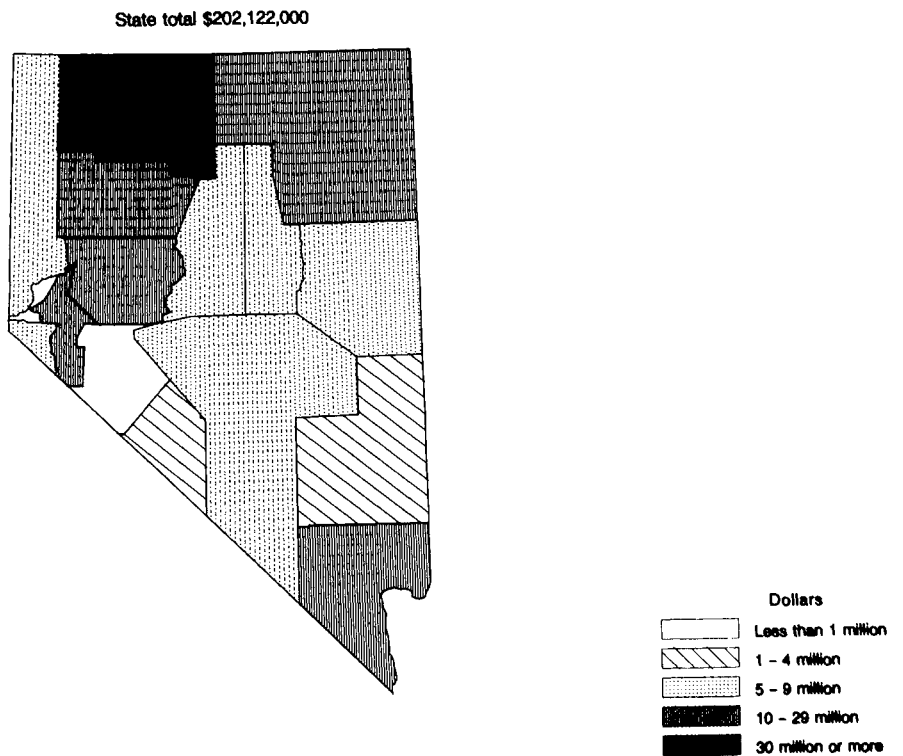 State total $202,122,000
Dollars
Less than 1 million
1 - 4 million
5 - 9 million
10 - 29 million
30 million or more